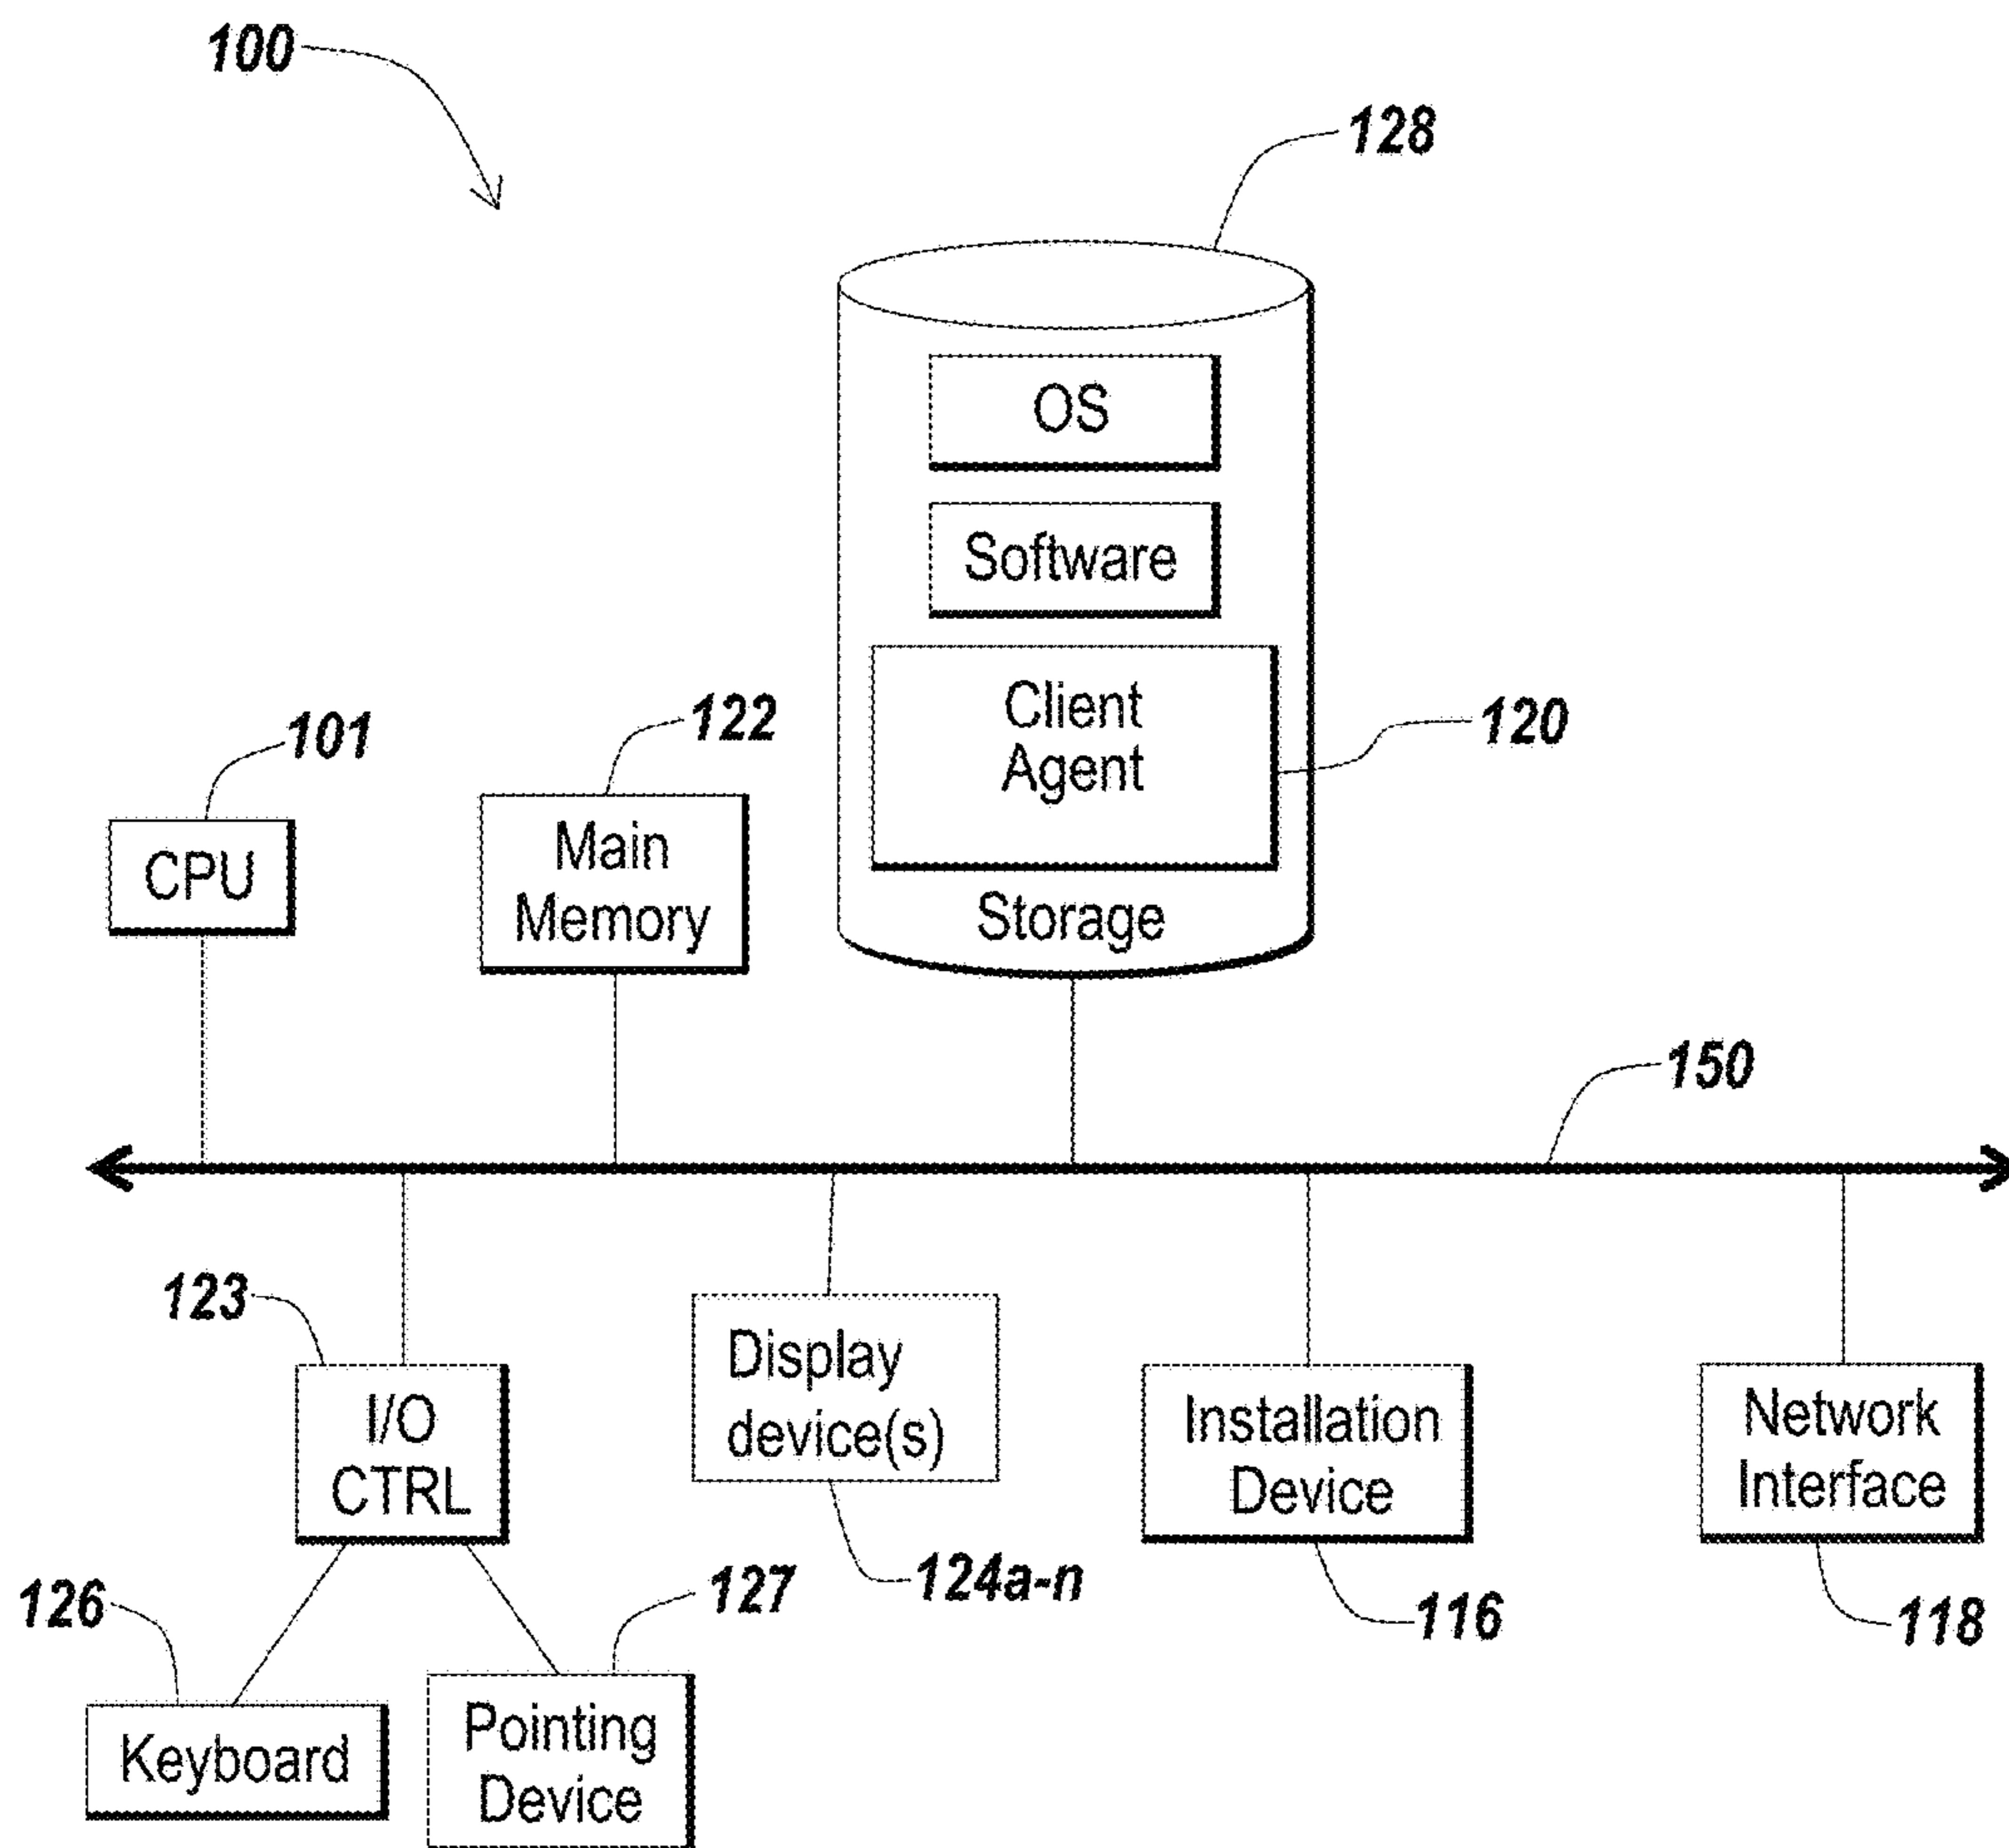 100
128
OS
Software
Client
Agent
120
Storage
101
CPU
122
Main
Memory
150
123
I/O
CTRL
Display
device(s)
124a-n
Installation
Device
116
Network
Interface
118
126
Keyboard
127
Pointing
Device